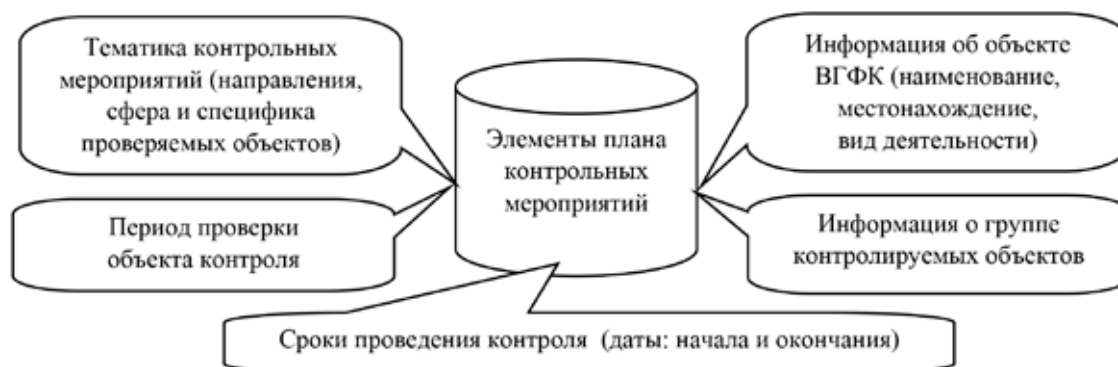 Тематика контрольных
мероприятий (направления,
сфера и специфика
проверяемых объектов)
Элементы плана
контрольных
мероприятий
Информация об объекте
ВГФК (наименование,
местонахождение,
вид деятельности)
Период проверки
объекта контроля
Информация о группе
контролируемых объектов
Сроки проведения контроля (даты: начала и окончания)